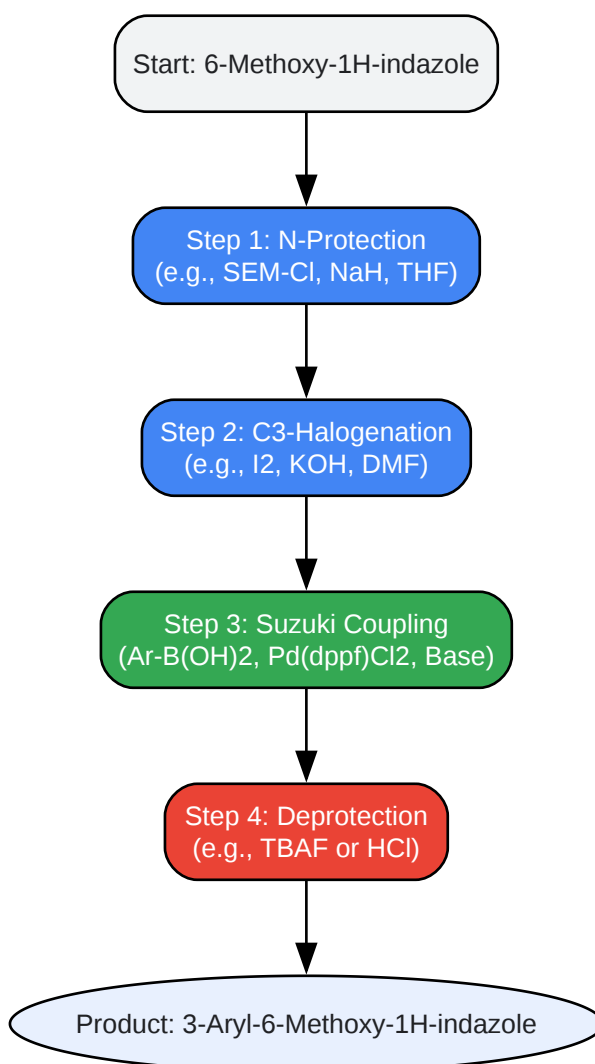 Start: 6-Methoxy-1H-indazole
Step 1: N-Protection
(e.g., SEM-Cl, NaH, THF)
Step 2: C3-Halogenation
(e.g., I2, KOH, DMF)
Step 3: Suzuki Coupling
(Ar-B(OH)2, Pd(dppf)Cl2, Base)
Step 4: Deprotection
(e.g., TBAF or HCl)
Product: 3-Aryl-6-Methoxy-1H-indazole